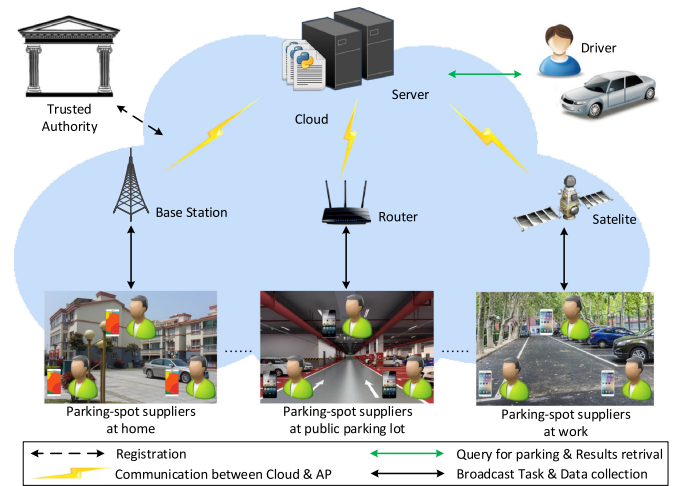 Trusted
Authority
Cloud
Server
Driver
Base Station
Router
Satelite
......
......
Parking-spot suppliers
at home
Parking-spot suppliers
at public parking lot
Parking-spot suppliers
at work
Registration
Query for parking & Results retrival
Communication between Cloud & AP
Broadcast Task & Data collection